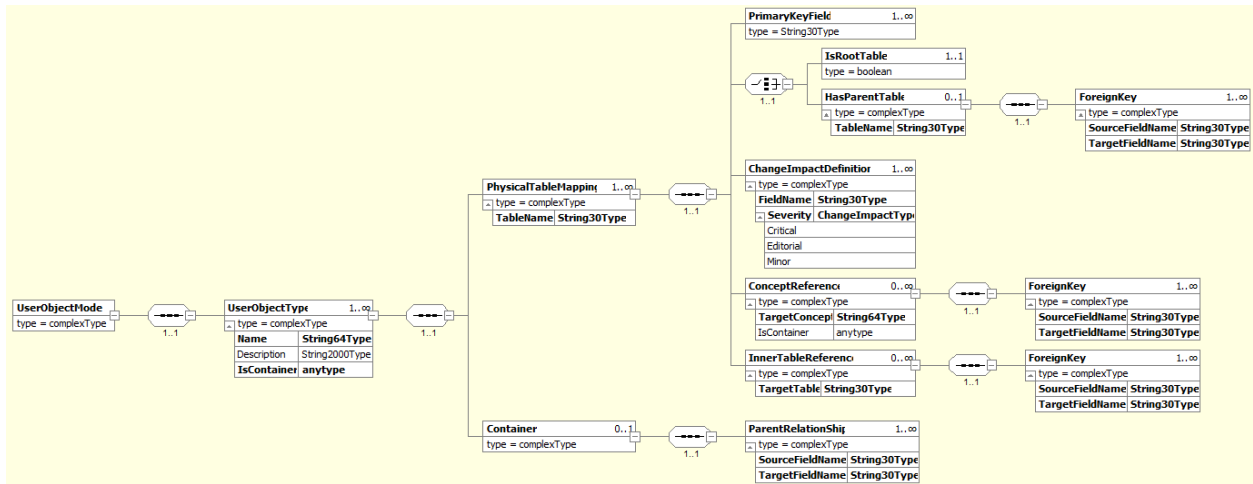 PrimaryKeyField 1..∞
type = String30Type
IsRootTable 1..1
type = boolean
1..1
HasParentTable 0..1
type = complexType
TableName String30Type
1..1
ForeignKey 1..∞
type = complexType
SourceFieldName String30Type
TargetFieldName String30Type
ChangeImpactDefinition 1..∞
type = complexType
FieldName String30Type
Severity ChangeImpactType
Critical
Editorial
Minor
PhysicalTableMapping 1..∞
type = complexType
TableName String30Type
1..1
ConceptReference 0..∞
type = complexType
TargetConcept String64Type
IsContainer anytype
1..1
ForeignKey 1..∞
type = complexType
SourceFieldName String30Type
TargetFieldName String30Type
UserObjectMode
type = complexType
1..1
UserObjectType 1..∞
type = complexType
Name String64Type
Description String2000Type
IsContainer anytype
1..1
InnerTableReference 0..∞
type = complexType
TargetTable String30Type
1..1
ForeignKey 1..∞
type = complexType
SourceFieldName String30Type
TargetFieldName String30Type
Container 0..1
type = complexType
1..1
ParentRelationShip 1..∞
type = complexType
SourceFieldName String30Type
TargetFieldName String30Type